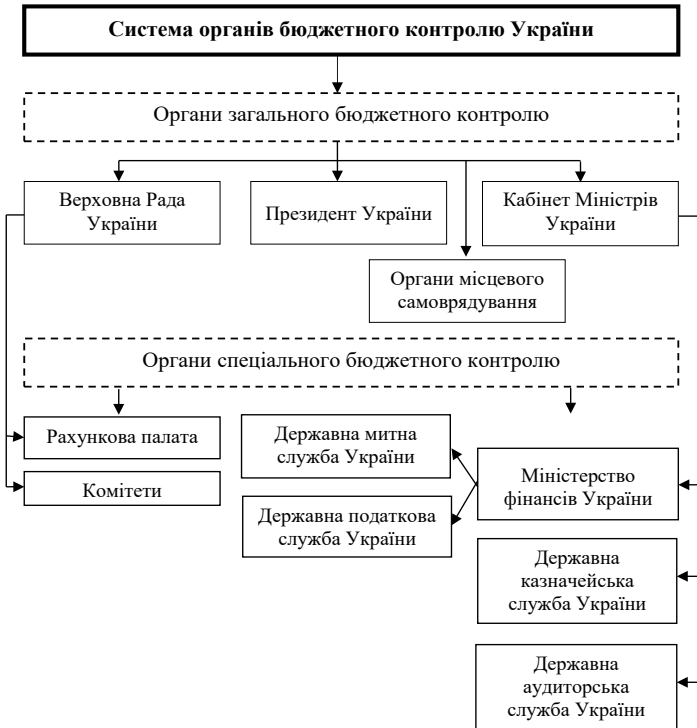 Система органів бюджетного контролю України
Органи загального бюджетного контролю
Верховна Рада
України
Президент України
Кабінет Міністрів
України
Органи місцевого
самоврядування
Органи спеціального бюджетного контролю
Рахункова палата
Комітети
Державна митна
служба України
Державна податкова
служба України
Міністерство
фінансів України
Державна
казначейська
служба України
Державна
аудиторська
служба України